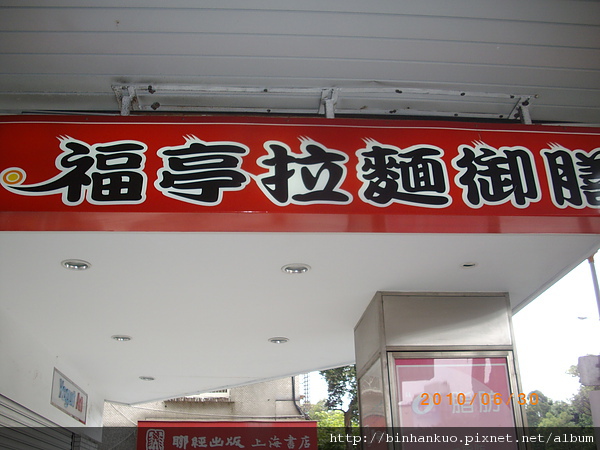 福亭拉麵御膳
聯經出版 上海書店
2010/06/30
http://binhankuo.pixnet.net/album